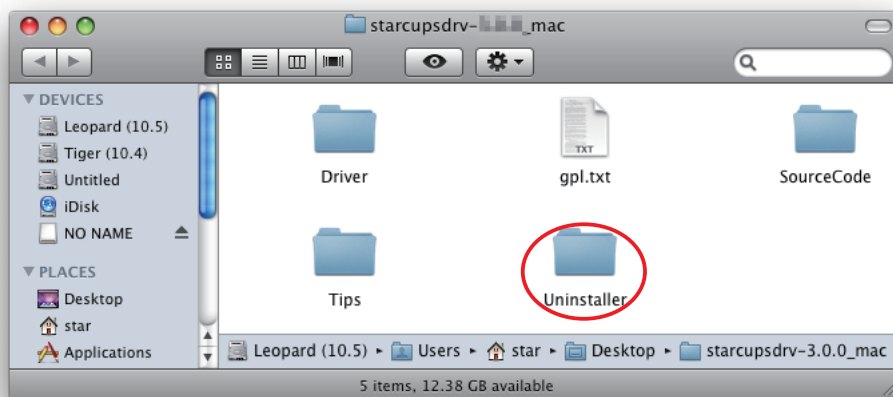 starcupsdrv-_mac
DEVICES
Leopard (10.5)
Tiger (10.4)
Untitled
iDisk
NO NAME
PLACES
Desktop
star
Applications
Driver
TXT
gpl.txt
SourceCode
Tips
Uninstaller
Leopard (10.5) ▸ Users ▸ star ▸ Desktop ▸ starcupsdrv-3.0.0_mac
5 items, 12.38 GB available